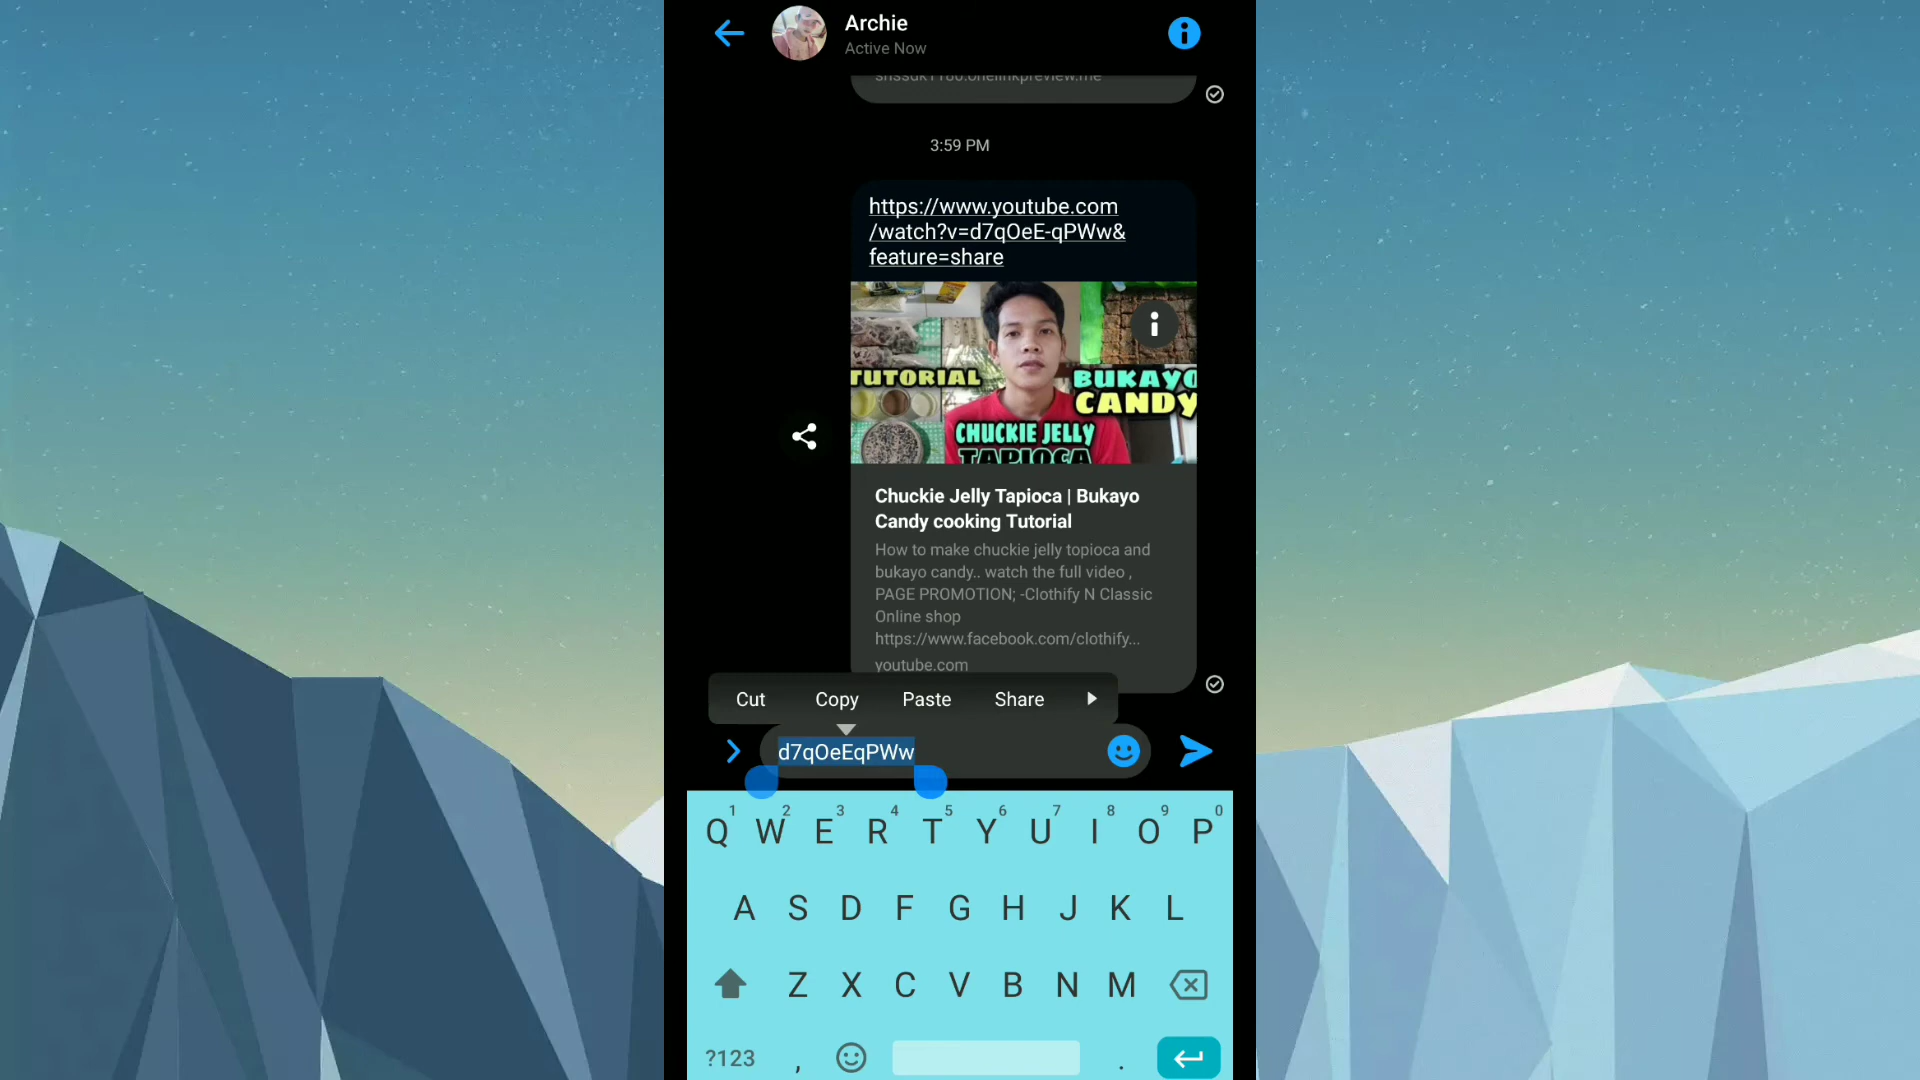 Archie
Active Now
3:59 PM
https://www.youtube.com
/watch?v=d7qOeE-qPWw&
feature=share
TUTORIAL
BUKAYO
CANDY
CHUCKIE JELLY
TAPIOCA
Chuckie Jelly Tapioca | Bukayo
Candy cooking Tutorial
How to make chuckie jelly topioca and
bukayo candy.. watch the full video ,
PAGE PROMOTION; -Clothify N Classic
Online shop
https://www.facebook.com/clothify...
youtube.com
Cut Copy Paste Share
d7qOeEqPWw
1 2 3 4 5 6 7 8 9 0
Q W E R T Y U I O P
A S D F G H J K L
Z X C V B N M
?123 , .